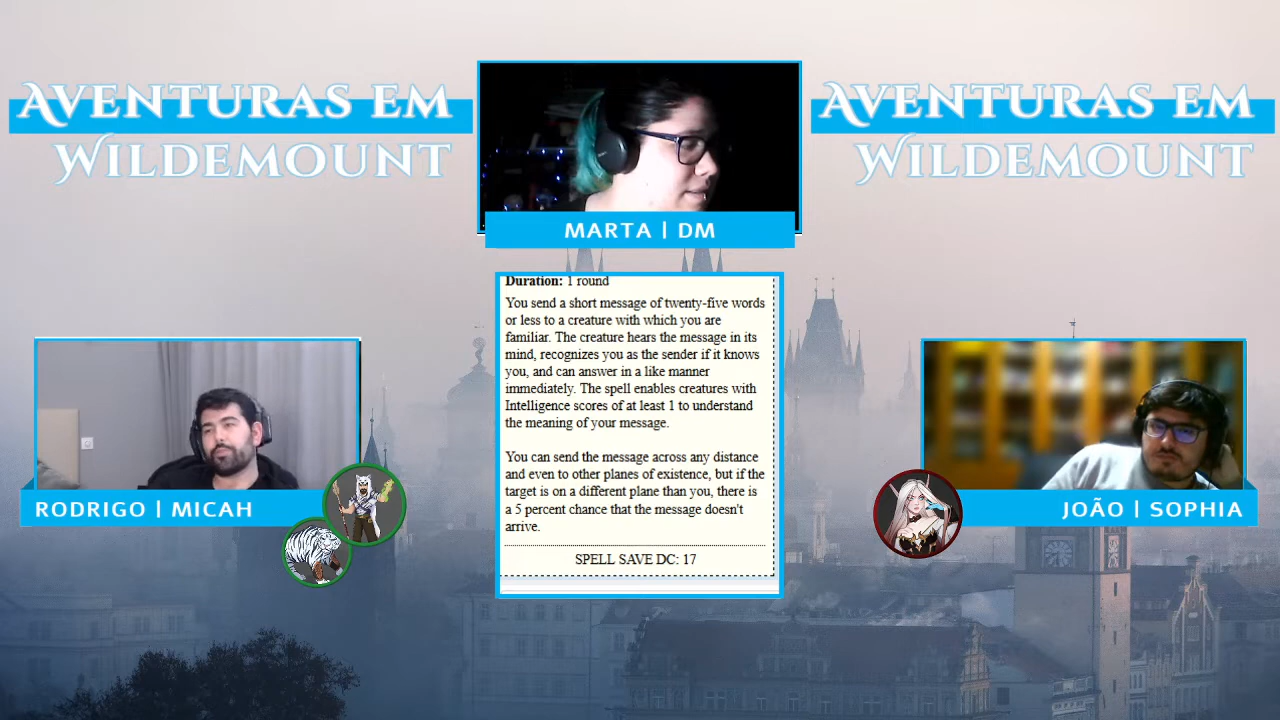 AVENTURAS EM
WILDEMOUNT
AVENTURAS EM
WILDEMOUNT
MARTA | DM
Duration: 1 round
You send a short message of twenty-five words
or less to a creature with which you are
familiar. The creature hears the message in its
mind, recognizes you as the sender if it knows
you, and can answer in a like manner
immediately. The spell enables creatures with
Intelligence scores of at least 1 to understand
the meaning of your message.
You can send the message across any distance
and even to other planes of existence, but if the
target is on a different plane than you, there is
a 5 percent chance that the message doesn't
arrive.
SPELL SAVE DC: 17
RODRIGO | MICAH
JOÃO | SOPHIA